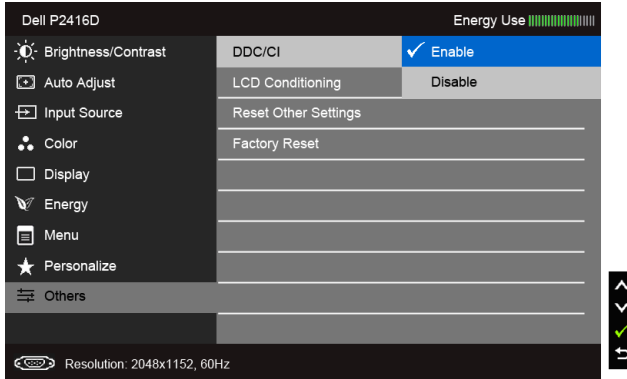 Dell P2416D Energy Use
Brightness/Contrast DDC/CI Enable
Auto Adjust LCD Conditioning Disable
Input Source Reset Other Settings
Color Factory Reset
Display
Energy
Menu
Personalize
Others
Resolution: 2048x1152, 60Hz